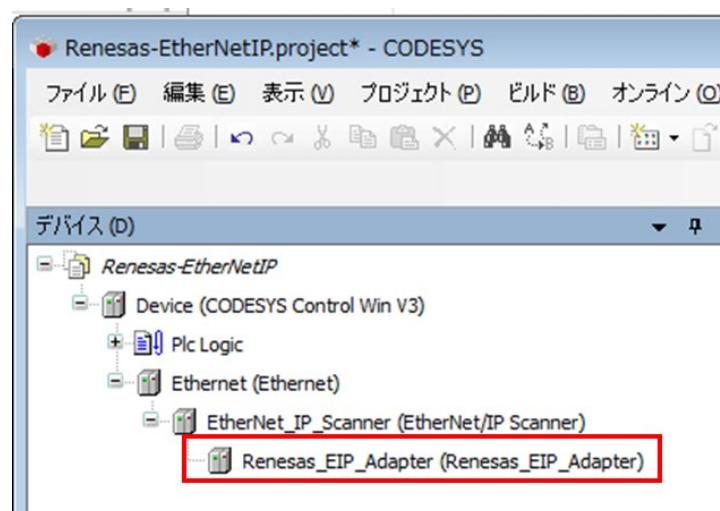 Renesas-EtherNetIP.project* - CODESYS
ファイル(F) 編集(E) 表示(V) プロジェクト(P) ビルド(B) オンライン(O)
デバイス(D)
Renesas-EtherNetIP
Device (CODESYS Control Win V3)
Plc Logic
Ethernet (Ethernet)
EtherNet_IP_Scanner (EtherNet/IP Scanner)
Renesas_EIP_Adapter (Renesas_EIP_Adapter)